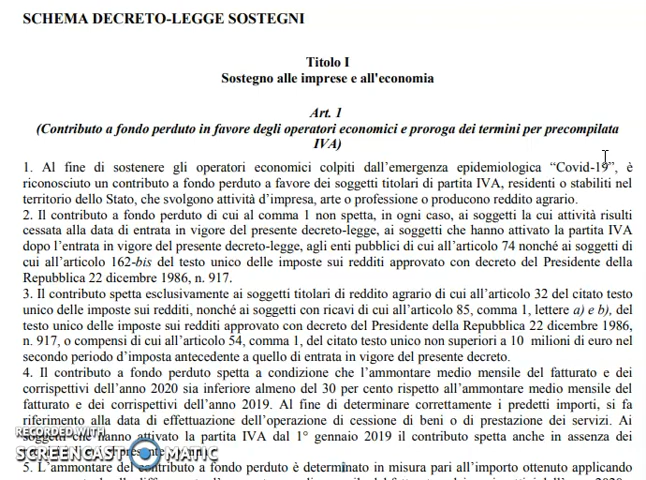 SCHEMA DECRETO-LEGGE SOSTEGNI
Titolo I
Sostegno alle imprese e all'economia
Art. 1
(Contributo a fondo perduto in favore degli operatori economici e proroga dei termini per precompilata
IVA)
1. Al fine di sostenere gli operatori economici colpiti dall'emergenza epidemiologica “Covid-19”, è
riconosciuto un contributo a fondo perduto a favore dei soggetti titolari di partita IVA, residenti o stabiliti nel
territorio dello Stato, che svolgono attività d'impresa, arte o professione o producono reddito agrario.
2. Il contributo a fondo perduto di cui al comma 1 non spetta, in ogni caso, ai soggetti la cui attività risulti
cessata alla data di entrata in vigore del presente decreto-legge, ai soggetti che hanno attivato la partita IVA
dopo l'entrata in vigore del presente decreto-legge, agli enti pubblici di cui all'articolo 74 nonché ai soggetti di
cui all'articolo 162-bis del testo unico delle imposte sui redditi approvato con decreto del Presidente della
Repubblica 22 dicembre 1986, n. 917.
3. Il contributo spetta esclusivamente ai soggetti titolari di reddito agrario di cui all'articolo 32 del citato testo
unico delle imposte sui redditi, nonché ai soggetti con ricavi di cui all'articolo 85, comma 1, lettere a) e b), del
testo unico delle imposte sui redditi approvato con decreto del Presidente della Repubblica 22 dicembre 1986,
n. 917, o compensi di cui all'articolo 54, comma 1, del citato testo unico non superiori a 10 milioni di euro nel
secondo periodo d'imposta antecedente a quello di entrata in vigore del presente decreto.
4. Il contributo a fondo perduto spetta a condizione che l'ammontare medio mensile del fatturato e dei
corrispettivi dell'anno 2020 sia inferiore almeno del 30 per cento rispetto all'ammontare medio mensile del
fatturato e dei corrispettivi dell'anno 2019. Al fine di determinare correttamente i predetti importi, si fa
riferimento alla data di effettuazione dell'operazione di cessione di beni o di prestazione dei servizi. Ai
soggetti che hanno attivato la partita IVA dal 1° gennaio 2019 il contributo spetta anche in assenza dei
RECORDED WITH
SCREENCAST MATIC
5. L'ammontare del contributo a fondo perduto è determinato in misura pari all'importo ottenuto applicando